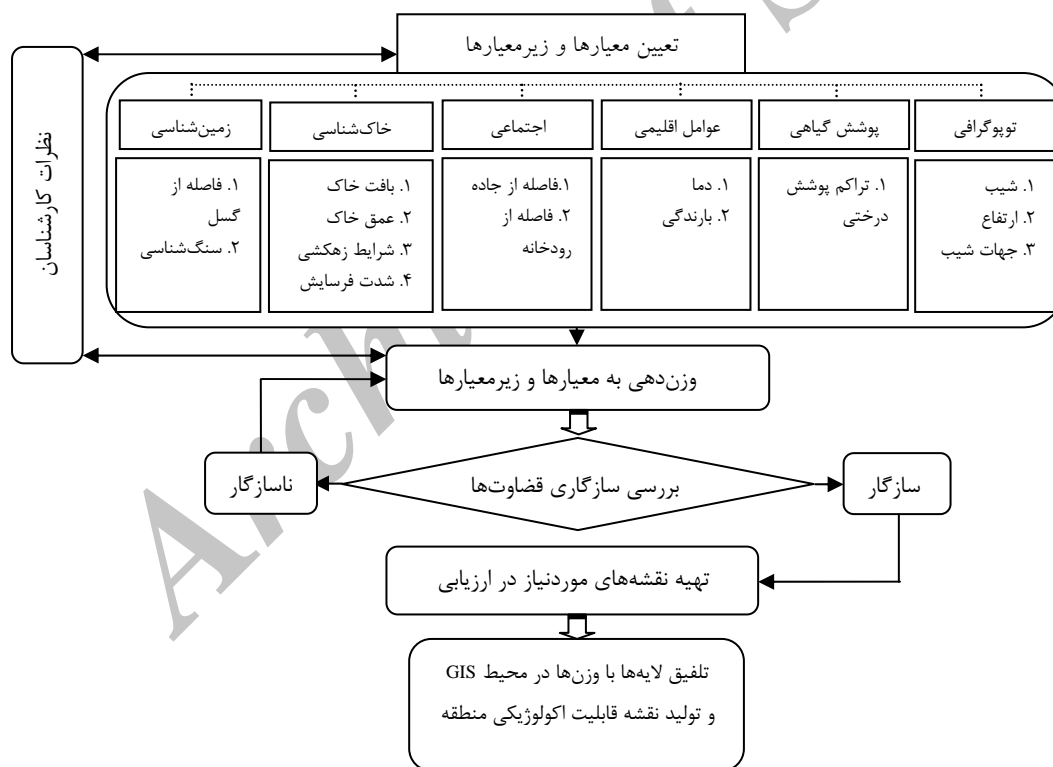 تعیین معیارها و زیرمعیارها
نظرات کارشناسان
توپوگرافی
۱. شیب
۲. ارتفاع
۳. جهات شیب
پوشش گیاهی
۱. تراکم پوشش
درختی
عوامل اقلیمی
۱. دما
۲. بارندگی
اجتماعی
۱.فاصله از جاده
۲. فاصله از
رودخانه
خاک‌شناسی
۱. بافت خاک
۲. عمق خاک
۳. شرایط زهکشی
۴. شدت فرسایش
زمین‌شناسی
۱. فاصله از
گسل
۲. سنگ‌شناسی
وزن‌دهی به معیارها و زیرمعیارها
بررسی سازگاری قضاوت‌ها
سازگار
ناسازگار
تهیه نقشه‌های موردنیاز در ارزیابی
تلفیق لایه‌ها با وزن‌ها در محیط GIS
و تولید نقشه قابلیت اکولوژیکی منطقه